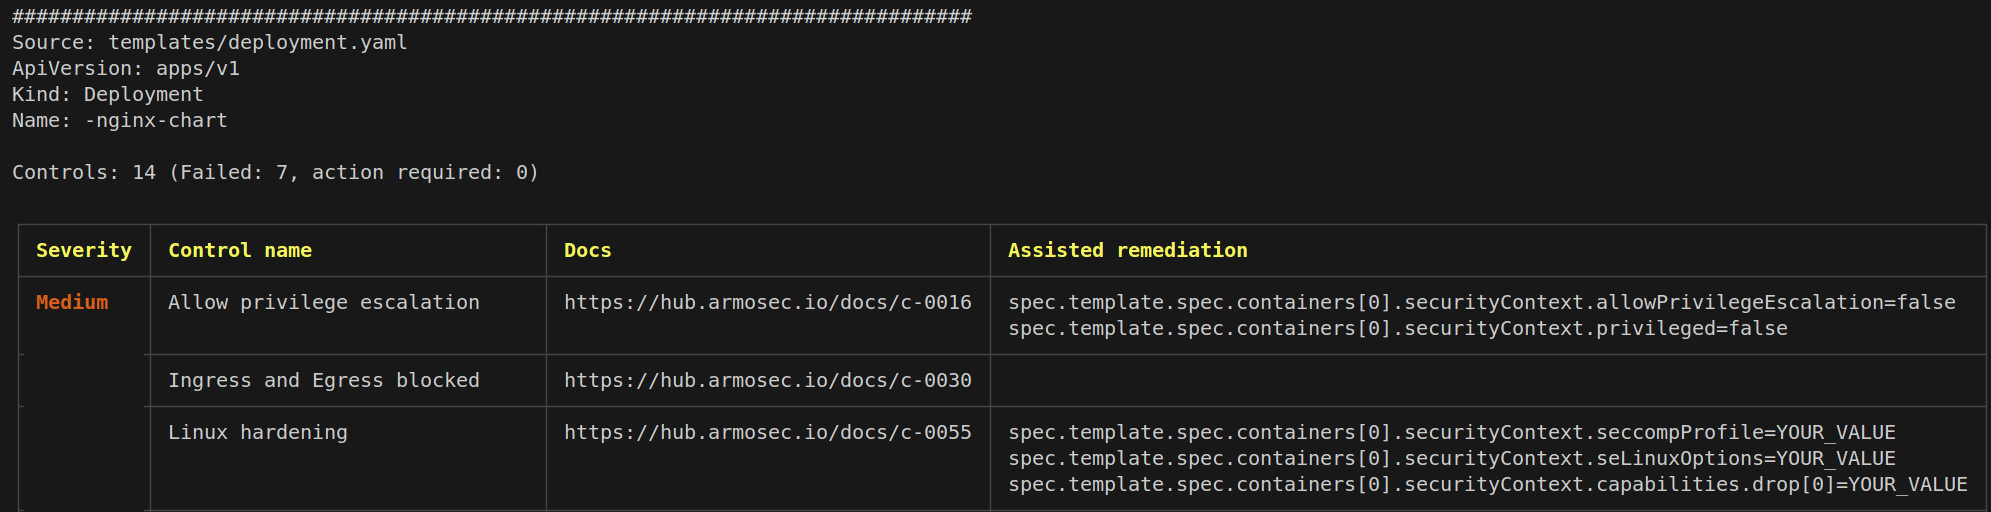 ################################################################################
Source: templates/deployment.yaml
ApiVersion: apps/v1
Kind: Deployment
Name: -nginx-chart
Controls: 14 (Failed: 7, action required: 0)
Severity Control name Docs Assisted remediation
Medium Allow privilege escalation https://hub.armosec.io/docs/c-0016 spec.template.spec.containers[0].securityContext.allowPrivilegeEscalation=false
spec.template.spec.containers[0].securityContext.privileged=false
Ingress and Egress blocked https://hub.armosec.io/docs/c-0030
Linux hardening https://hub.armosec.io/docs/c-0055 spec.template.spec.containers[0].securityContext.seccompProfile=YOUR_VALUE
spec.template.spec.containers[0].securityContext.seLinuxOptions=YOUR_VALUE
spec.template.spec.containers[0].securityContext.capabilities.drop[0]=YOUR_VALUE